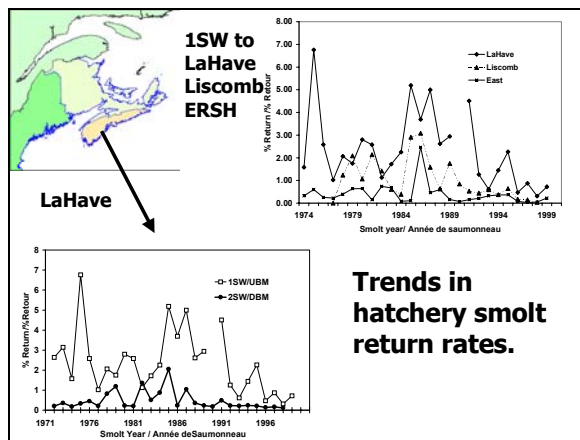 1SW to
LaHave
Liscomb
ERSH
LaHave
% Return /% Retour
8.00
7.00
6.00
5.00
4.00
3.00
2.00
1.00
0.00
LaHave
Liscomb
East
1974 1979 1984 1989 1994 1999
Smolt year/ Année de saumonneau
% Return /%Retour
8
7
6
5
4
3
2
1
0
1SW/UBM
2SW/DBM
1971 1976 1981 1986 1991 1996
Smolt Year / Année deSaumonneau
Trends in
hatchery smolt
return rates.